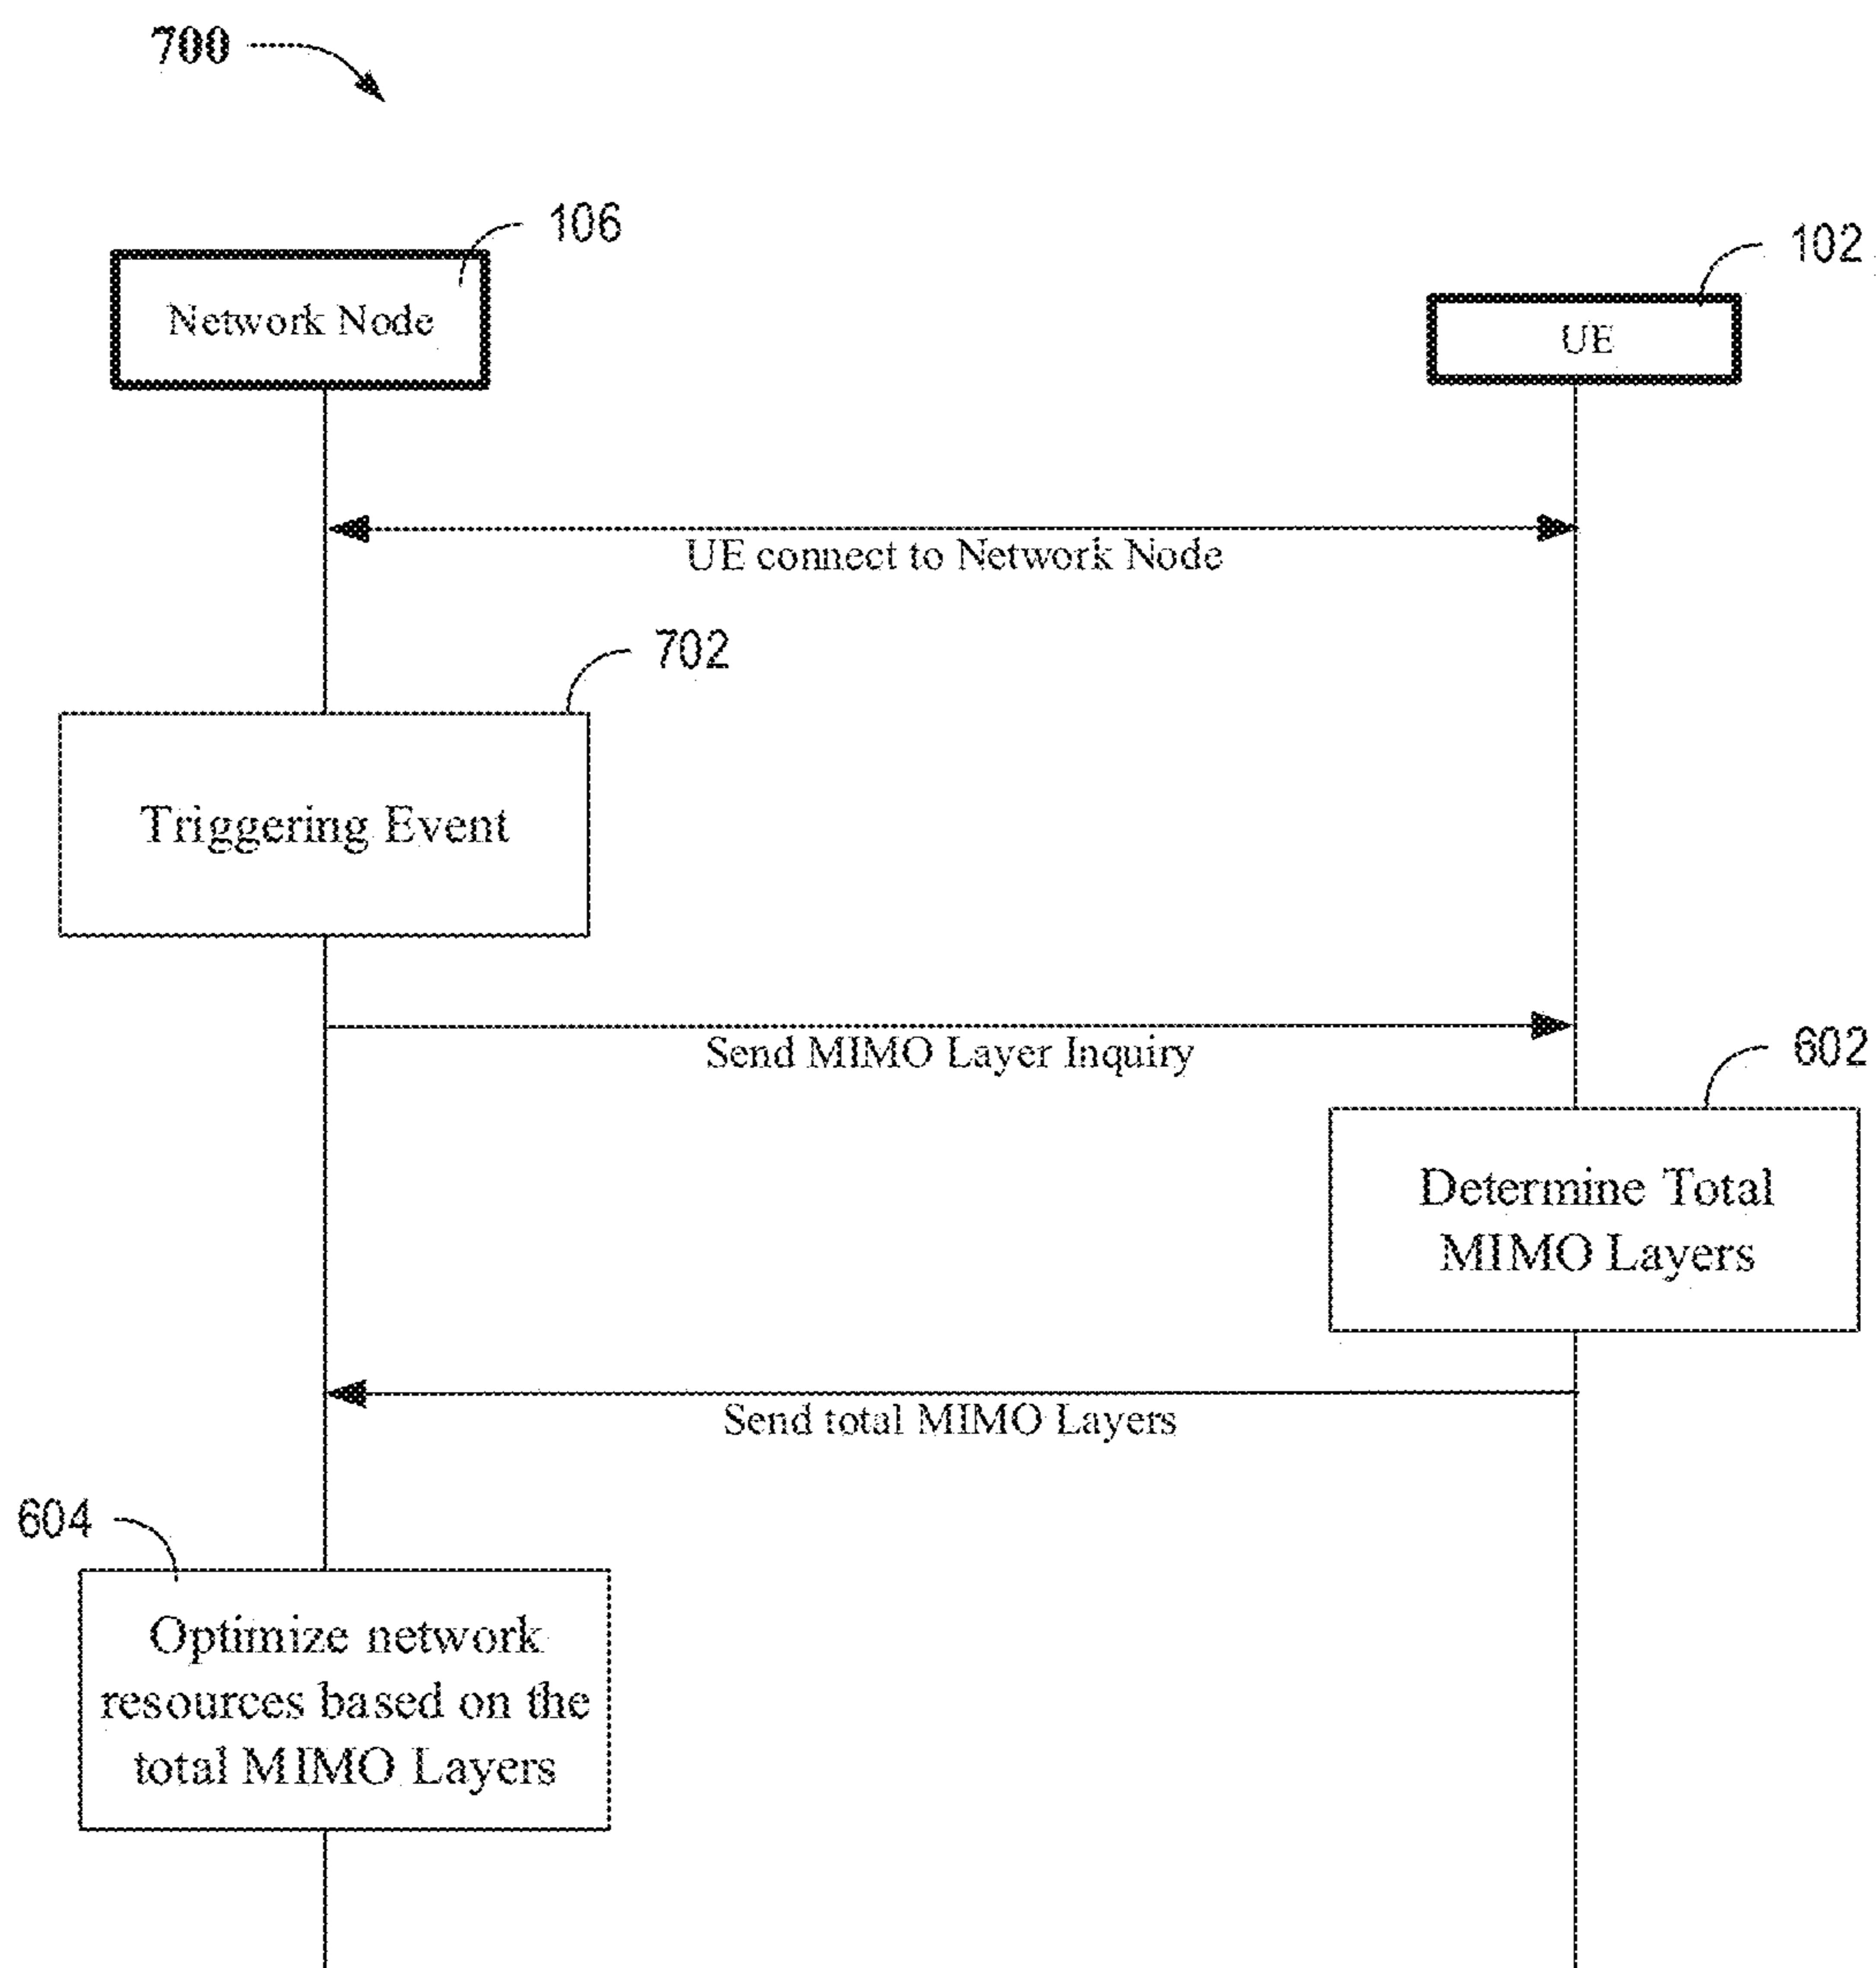 700
106
102
Network Node
UE
UE connect to Network Node
702
Triggering Event
Send MIMO Layer Inquiry
602
Determine Total
MIMO Layers
Send total MIMO Layers
604
Optimize network
resources based on the
total MIMO Layers